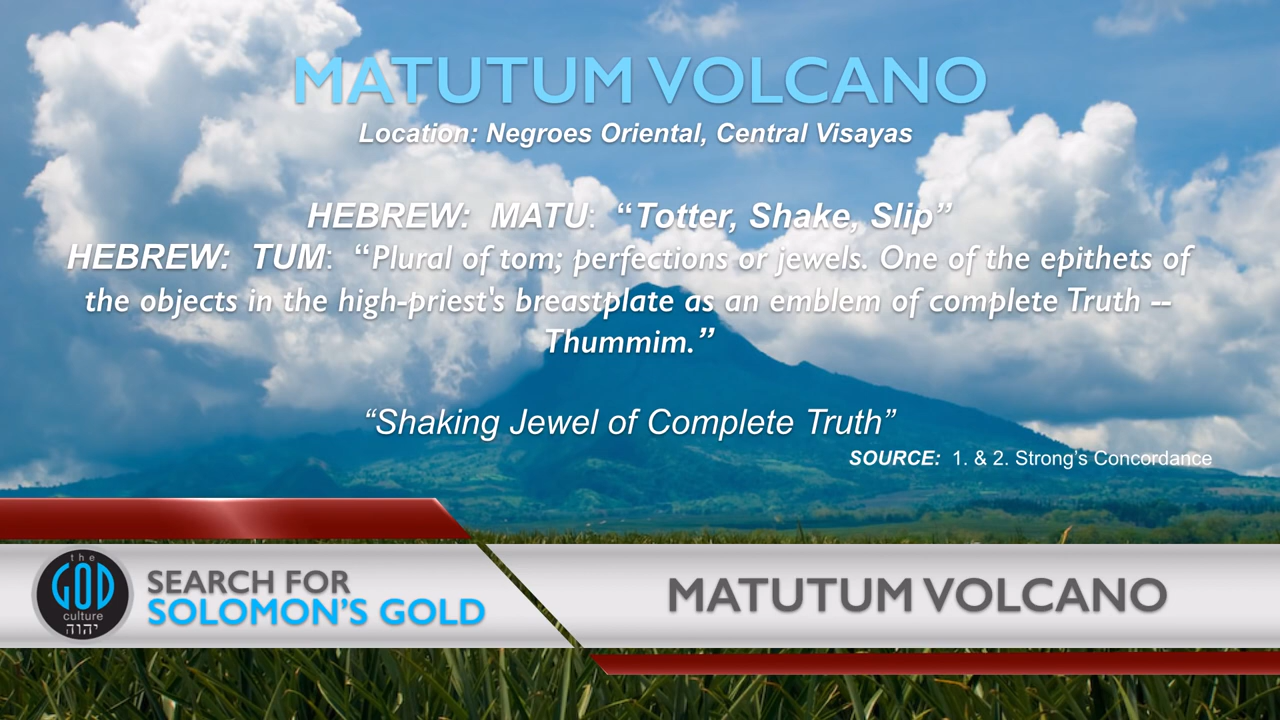 MATUTUM VOLCANO
Location: Negroes Oriental, Central Visayas
HEBREW: MATU: “Totter, Shake, Slip”
HEBREW: TUM: “Plural of tom; perfections or jewels. One of the epithets of
the objects in the high-priest's breastplate as an emblem of complete Truth --
Thummim.”
“Shaking Jewel of Complete Truth”
SOURCE: 1. & 2. Strong’s Concordance
the
GOD
culture
יהוה
SEARCH FOR
SOLOMON’S GOLD
MATUTUM VOLCANO